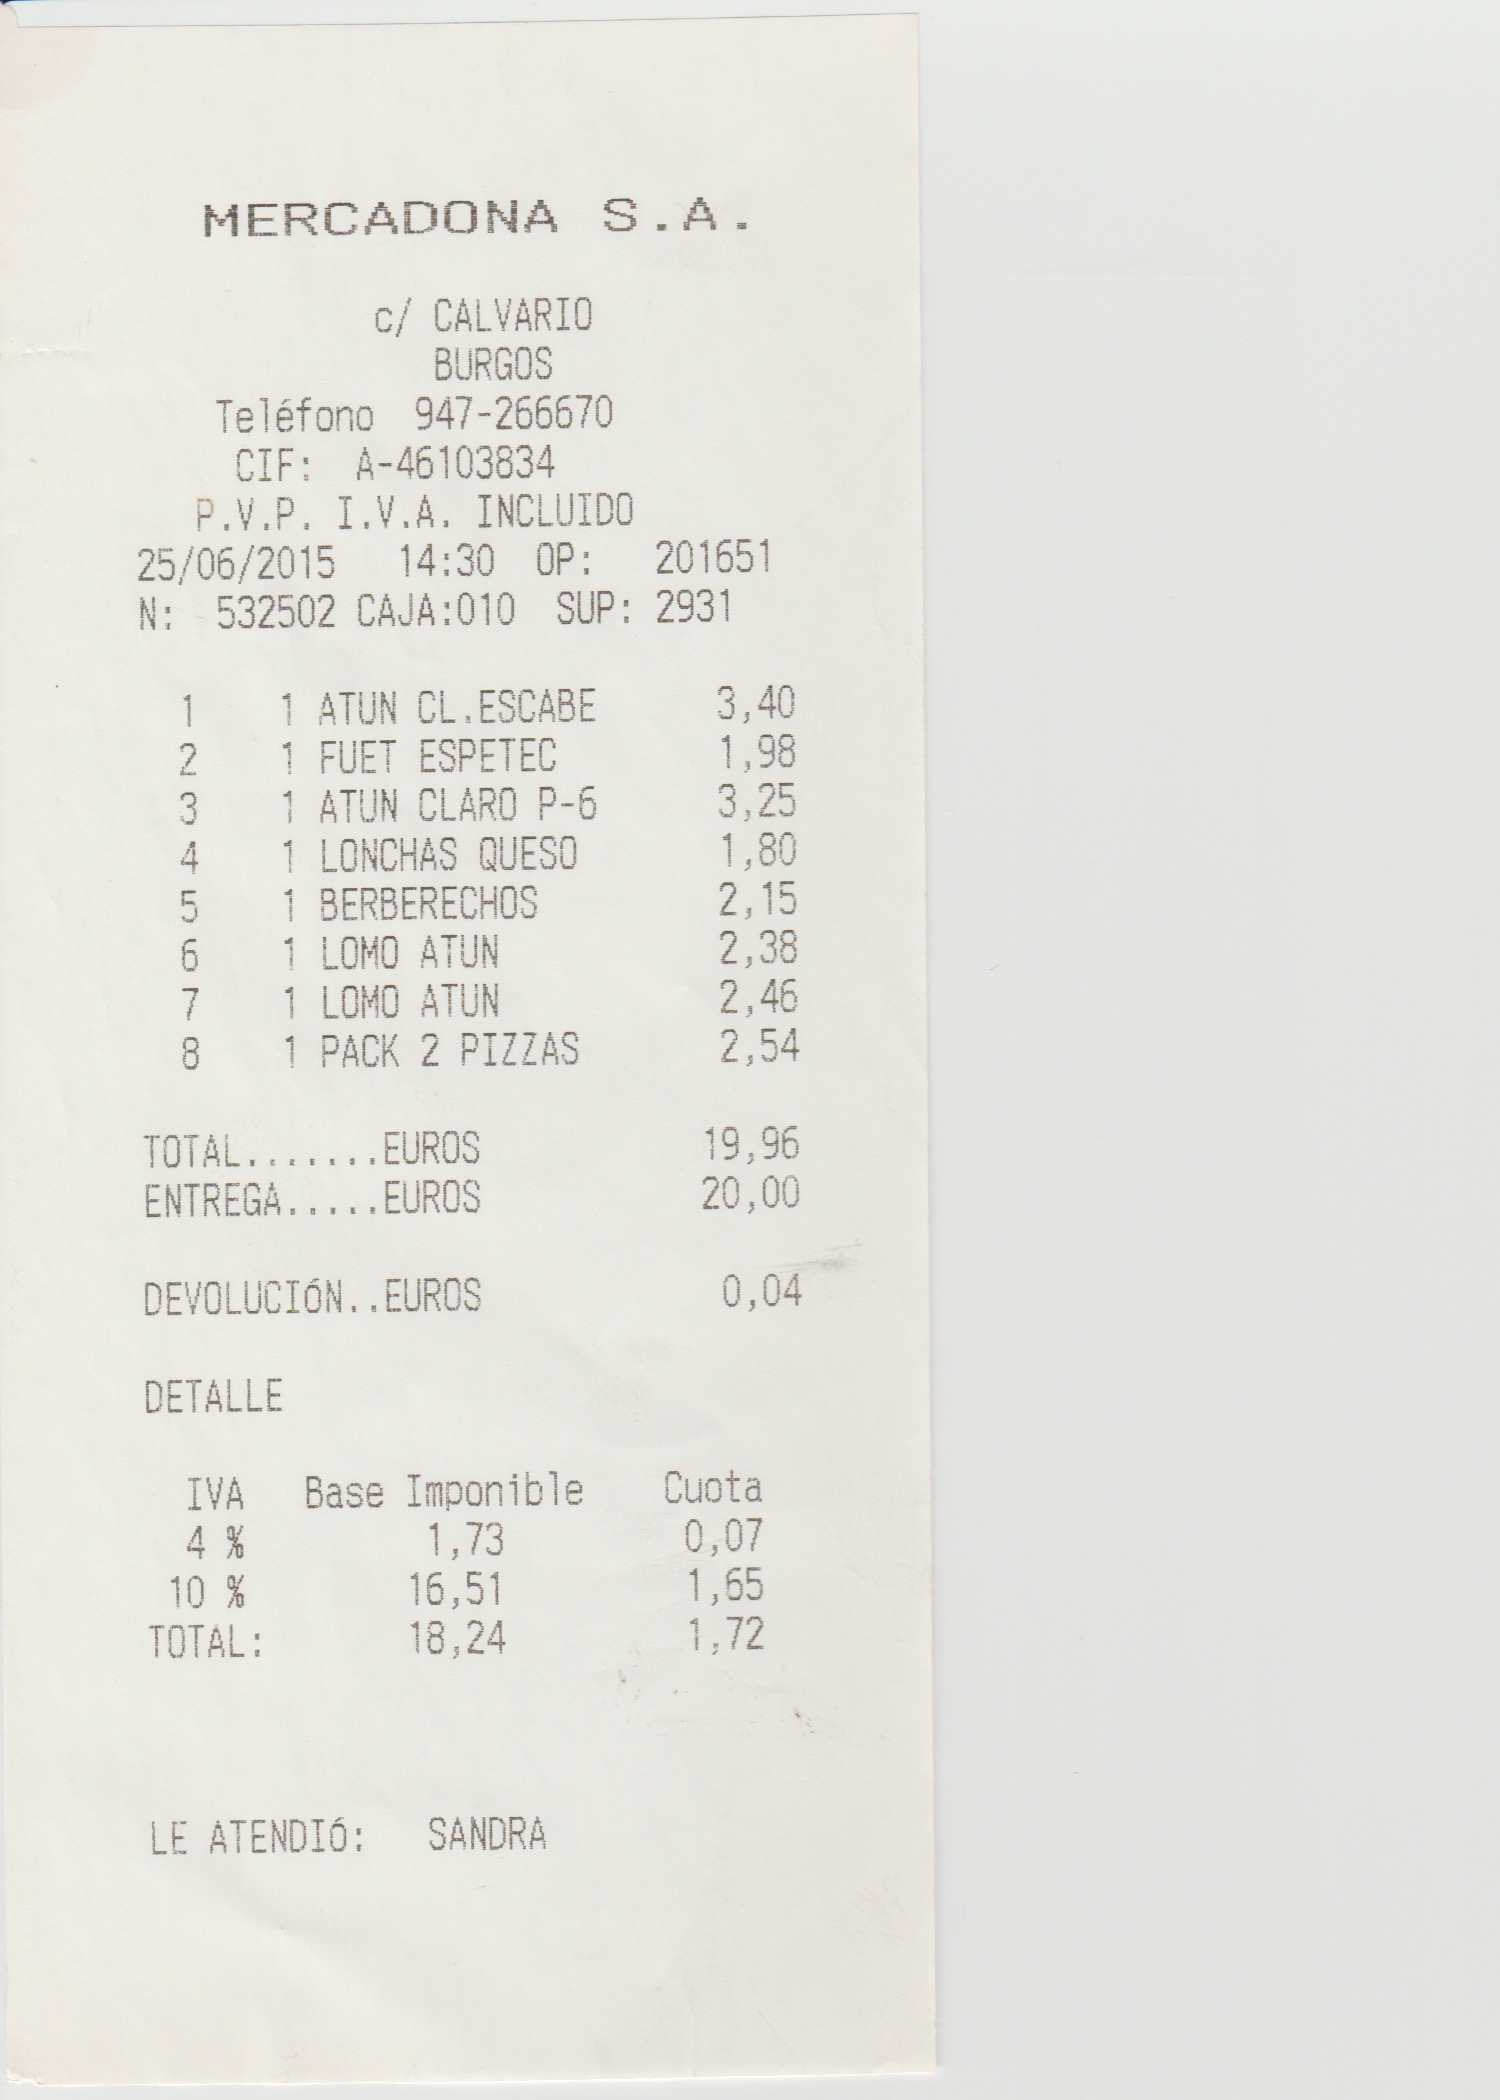 MERCADONA S.A.
c/ CALVARIO
BURGOS
Teléfono 947-266670
CIF: A-46103834
P.V.P. I.V.A. INCLUIDO
25/06/2015 14:30 OP: 201651
N: 532502 CAJA:010 SUP: 2931
1 1 ATUN CL.ESCABE 3,40
2 1 FUET ESPETEC 1,98
3 1 ATUN CLARO P-6 3,25
4 1 LONCHAS QUESO 1,80
5 1 BERBERECHOS 2,15
6 1 LOMO ATUN 2,38
7 1 LOMO ATUN 2,46
8 1 PACK 2 PIZZAS 2,54
TOTAL.......EUROS 19,96
ENTREGA.....EUROS 20,00
DEVOLUCIÓN..EUROS 0,04
DETALLE
IVA Base Imponible Cuota
4 % 1,73 0,07
10 % 16,51 1,65
TOTAL: 18,24 1,72
LE ATENDIÓ: SANDRA